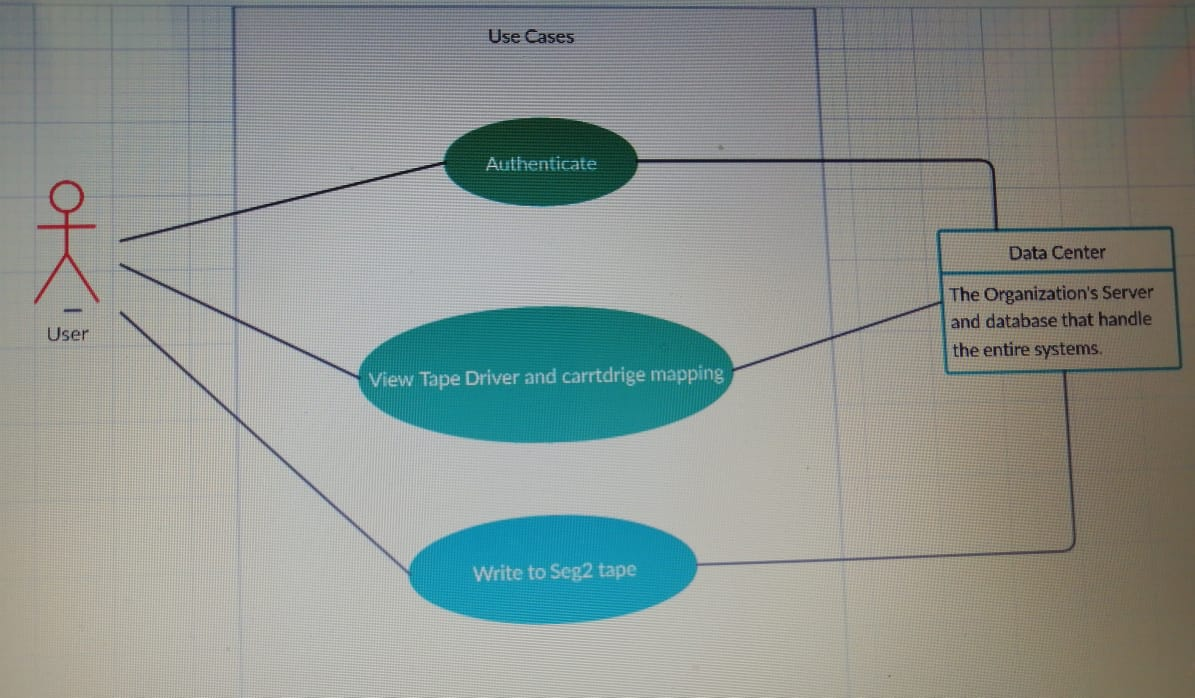 Use Cases
Authenticate
Data Center
The Organization's Server
and database that handle
the entire systems.
User
View Tape Driver and carrtdrige mapping
Write to Seg2 tape